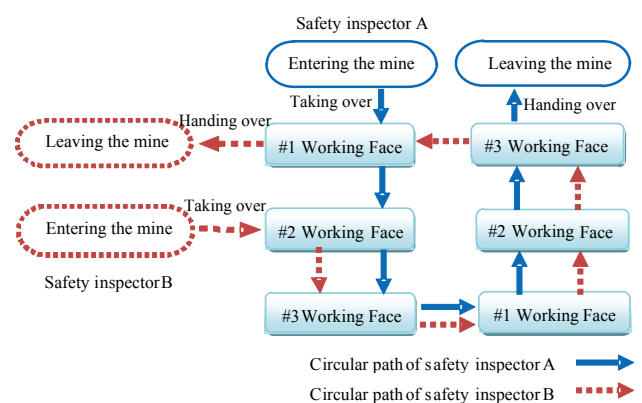 Safety inspector A
Entering the mine
Leaving the mine
Taking over
Handing over
Handing over
Leaving the mine
#1 Working Face
#3 Working Face
Taking over
Entering the mine
#2 Working Face
#2 Working Face
Safety inspector B
#3 Working Face
#1 Working Face
Circular path of safety inspector A
Circular path of safety inspector B